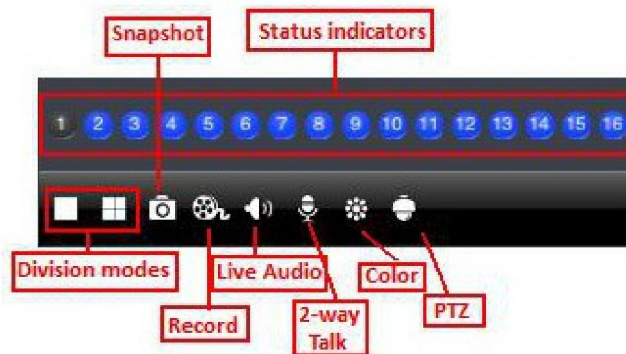 Snapshot
Status indicators
1 2 3 4 5 6 7 8 9 10 11 12 13 14 15 16
Division modes
Live Audio
Color
Record
2-way
Talk
PTZ